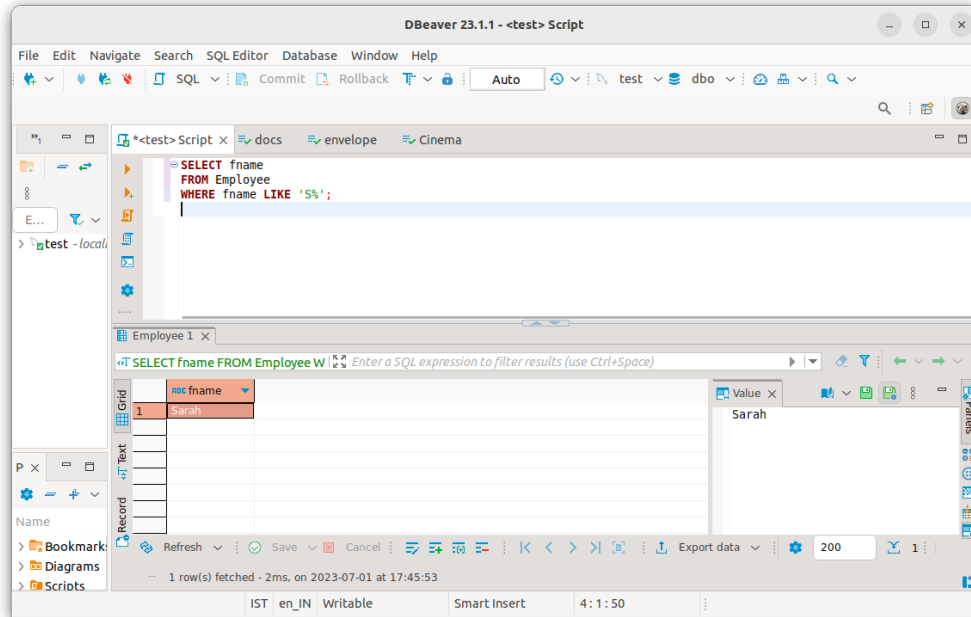 DBeaver 23.1.1 - <test> Script
File Edit Navigate Search SQL Editor Database Window Help
SQL Commit Rollback Auto test dbo
»1 *<test> Script docs envelope Cinema
SELECT fname
FROM Employee
WHERE fname LIKE 'S%';
E...
test - locall
Employee 1
SELECT fname FROM Employee W Enter a SQL expression to filter results (use Ctrl+Space)
Grid
Text
Record
ABC fname
1 Sarah
Value
Sarah
Panels
P
Name
Bookmarks
Diagrams
Scripts
Refresh Save Cancel Export data 200 1
... 1 row(s) fetched - 2ms, on 2023-07-01 at 17:45:53
IST en_IN Writable Smart Insert 4 : 1 : 50